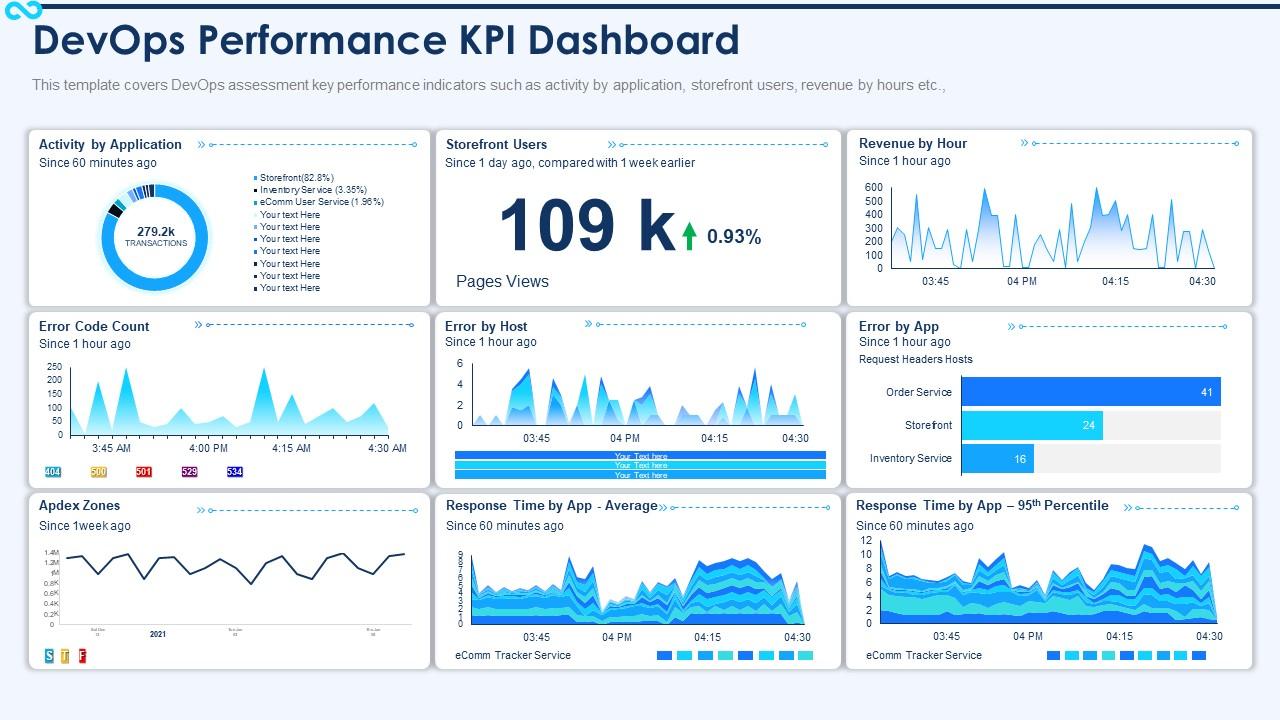 DevOps Performance KPI Dashboard
This template covers DevOps assessment key performance indicators such as activity by application, storefront users, revenue by hours etc.,
Activity by Application
Since 60 minutes ago
279.2k
TRANSACTIONS
Storefront(82.8%)
Inventory Service (3.35%)
eComm User Service (1.96%)
Your text Here
Your text Here
Your text Here
Your text Here
Your text Here
Your text Here
Your text Here
Storefront Users
Since 1 day ago, compared with 1 week earlier
109 k
0.93%
Pages Views
Revenue by Hour
Since 1 hour ago
600
500
400
300
200
100
0
03:45 04 PM 04:15 04:30
Error Code Count
Since 1 hour ago
250
200
150
100
50
0
3:45 AM 4:00 PM 4:15 AM 4:30 AM
404 500 501 529 534
Error by Host
Since 1 hour ago
6
4
2
0
03:45 04 PM 04:15 04:30
Your Text here
Your Text here
Your Text here
Error by App
Since 1 hour ago
Request Headers Hosts
Order Service 41
Storefront 24
Inventory Service 16
Apdex Zones
Since 1week ago
1.4M
1.2M
1M
0.8K
0.6K
0.4K
0.2K
0
2021
S T F
Response Time by App - Average
Since 60 minutes ago
9
8
7
6
5
4
3
2
1
0
03:45 04 PM 04:15 04:30
eComm Tracker Service
Response Time by App – 95th Percentile
Since 60 minutes ago
12
10
8
6
4
2
0
03:45 04 PM 04:15 04:30
eComm Tracker Service